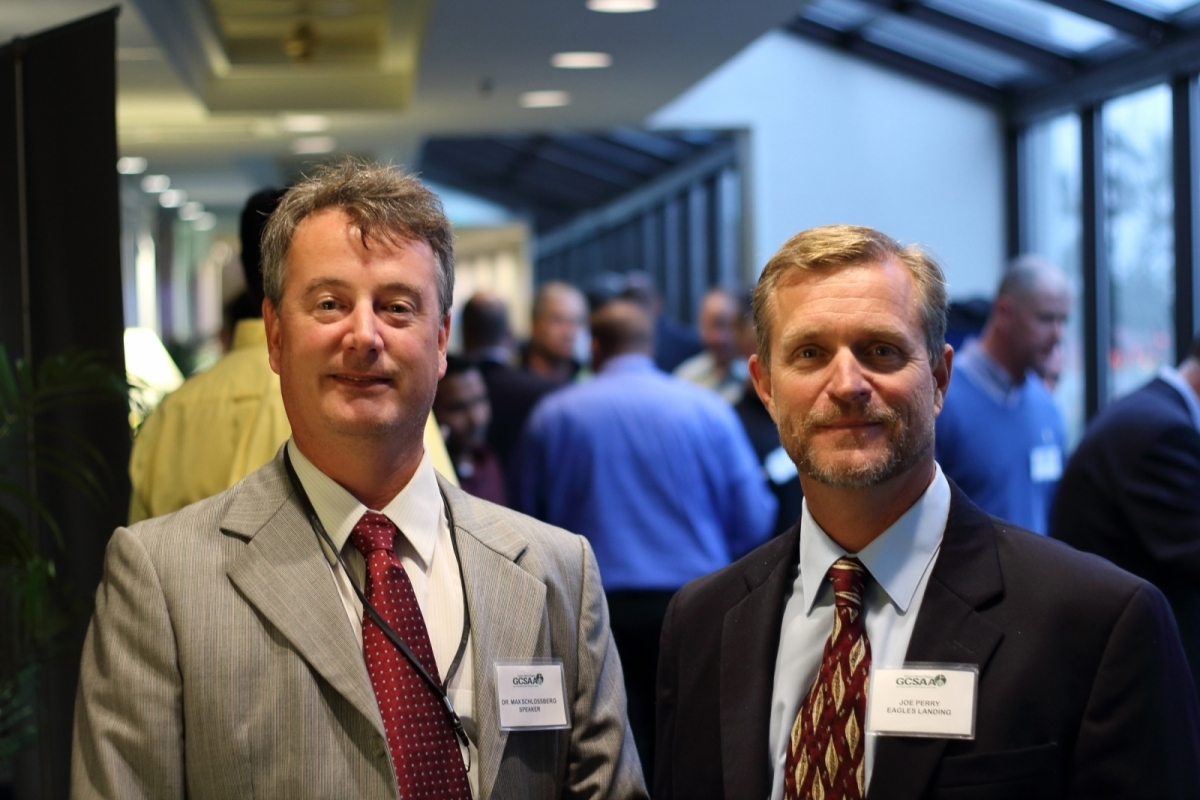 GCSAA
DR. MAX SCHLOSSBERG
SPEAKER
GCSAA
JOE PERRY
EAGLES LANDING